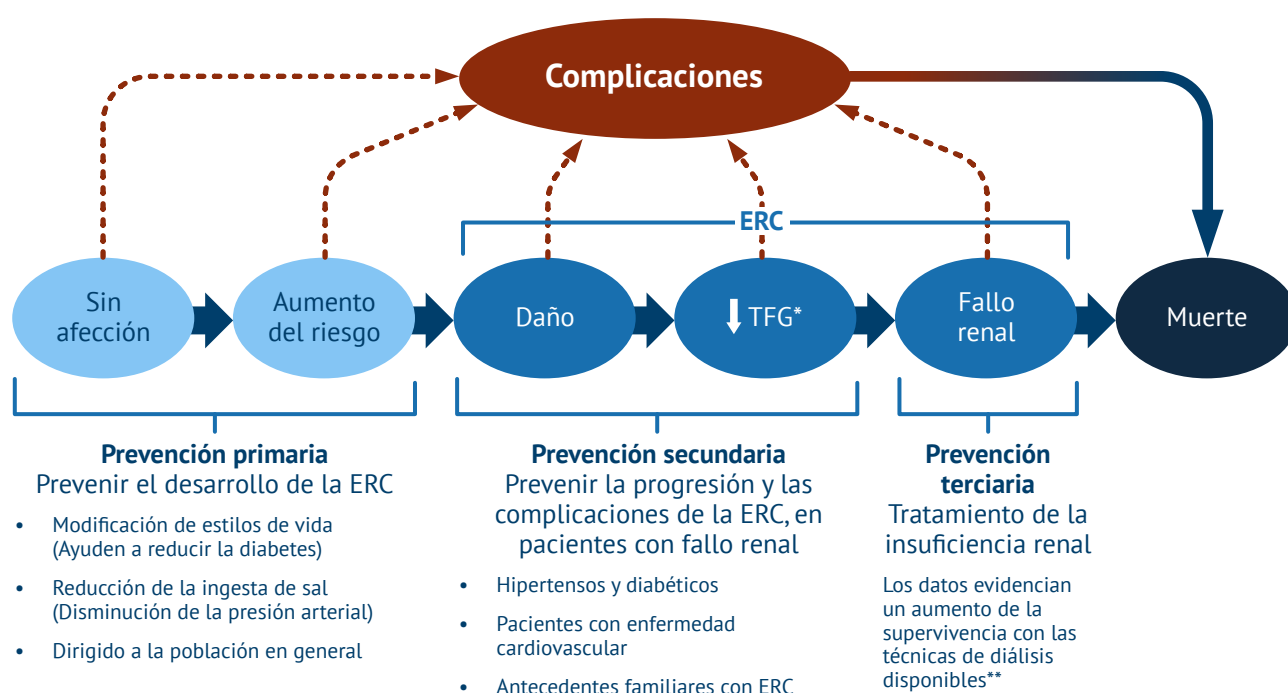 Complicaciones
ERC
Sin
afección
Aumento
del riesgo
Daño
↓ TFG*
Fallo
renal
Muerte
Prevención primaria
Prevenir el desarrollo de la ERC
• Modificación de estilos de vida
(Ayuden a reducir la diabetes)
• Reducción de la ingesta de sal
(Disminución de la presión arterial)
• Dirigido a la población en general
Prevención secundaria
Prevenir la progresión y las
complicaciones de la ERC, en
pacientes con fallo renal
• Hipertensos y diabéticos
• Pacientes con enfermedad
cardiovascular
• Antecedentes familiares con ERC
Prevención
terciaria
Tratamiento de la
insuficiencia renal
Los datos evidencian
un aumento de la
supervivencia con las
técnicas de diálisis
disponibles**